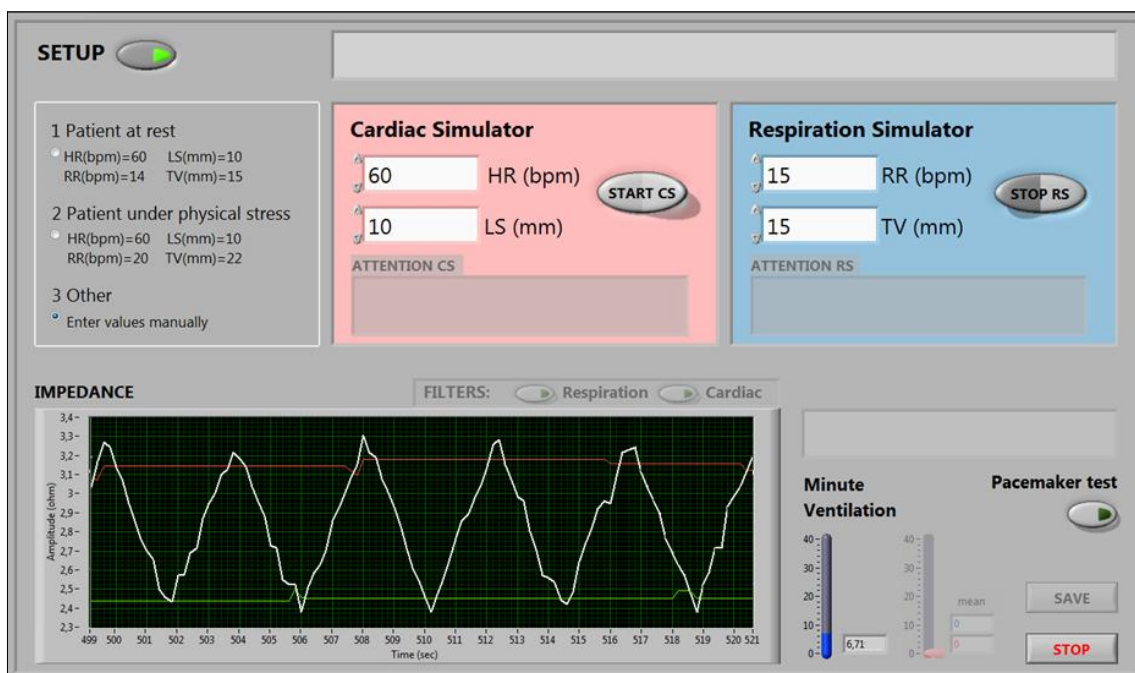 SETUP
1 Patient at rest
HR(bpm)=60 LS(mm)=10
RR(bpm)=14 TV(mm)=15
2 Patient under physical stress
HR(bpm)=60 LS(mm)=10
RR(bpm)=20 TV(mm)=22
3 Other
Enter values manually
Cardiac Simulator
60 HR (bpm)
START CS
10 LS (mm)
ATTENTION CS
Respiration Simulator
15 RR (bpm)
STOP RS
15 TV (mm)
ATTENTION RS
IMPEDANCE
FILTERS: Respiration Cardiac
Amplitude (ohm)
3,4
3,3
3,2
3,1
3
2,9
2,8
2,7
2,6
2,5
2,4
2,3
499 500 501 502 503 504 505 506 507 508 509 510 511 512 513 514 515 516 517 518 519 520 521
Time (sec)
Minute
Ventilation
40
30
20
10
0
6,71
40
30
20
10
0
mean
0
0
Pacemaker test
SAVE
STOP